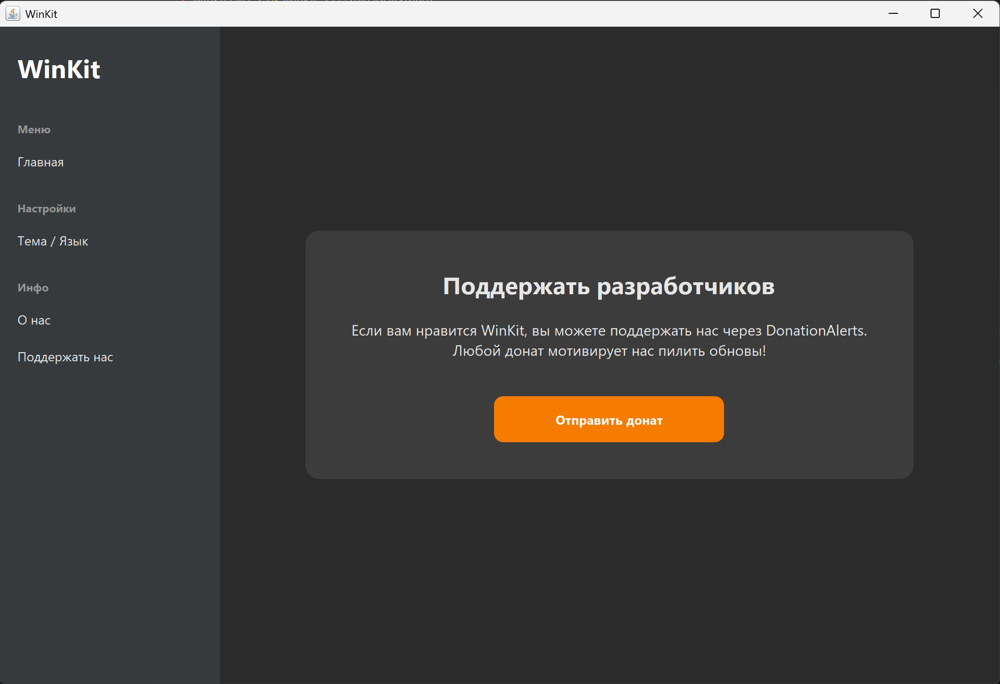 WinKit
WinKit
Меню
Главная
Настройки
Тема / Язык
Инфо
О нас
Поддержать нас
Поддержать разработчиков
Если вам нравится WinKit, вы можете поддержать нас через DonationAlerts.
Любой донат мотивирует нас пилить обновы!
Отправить донат